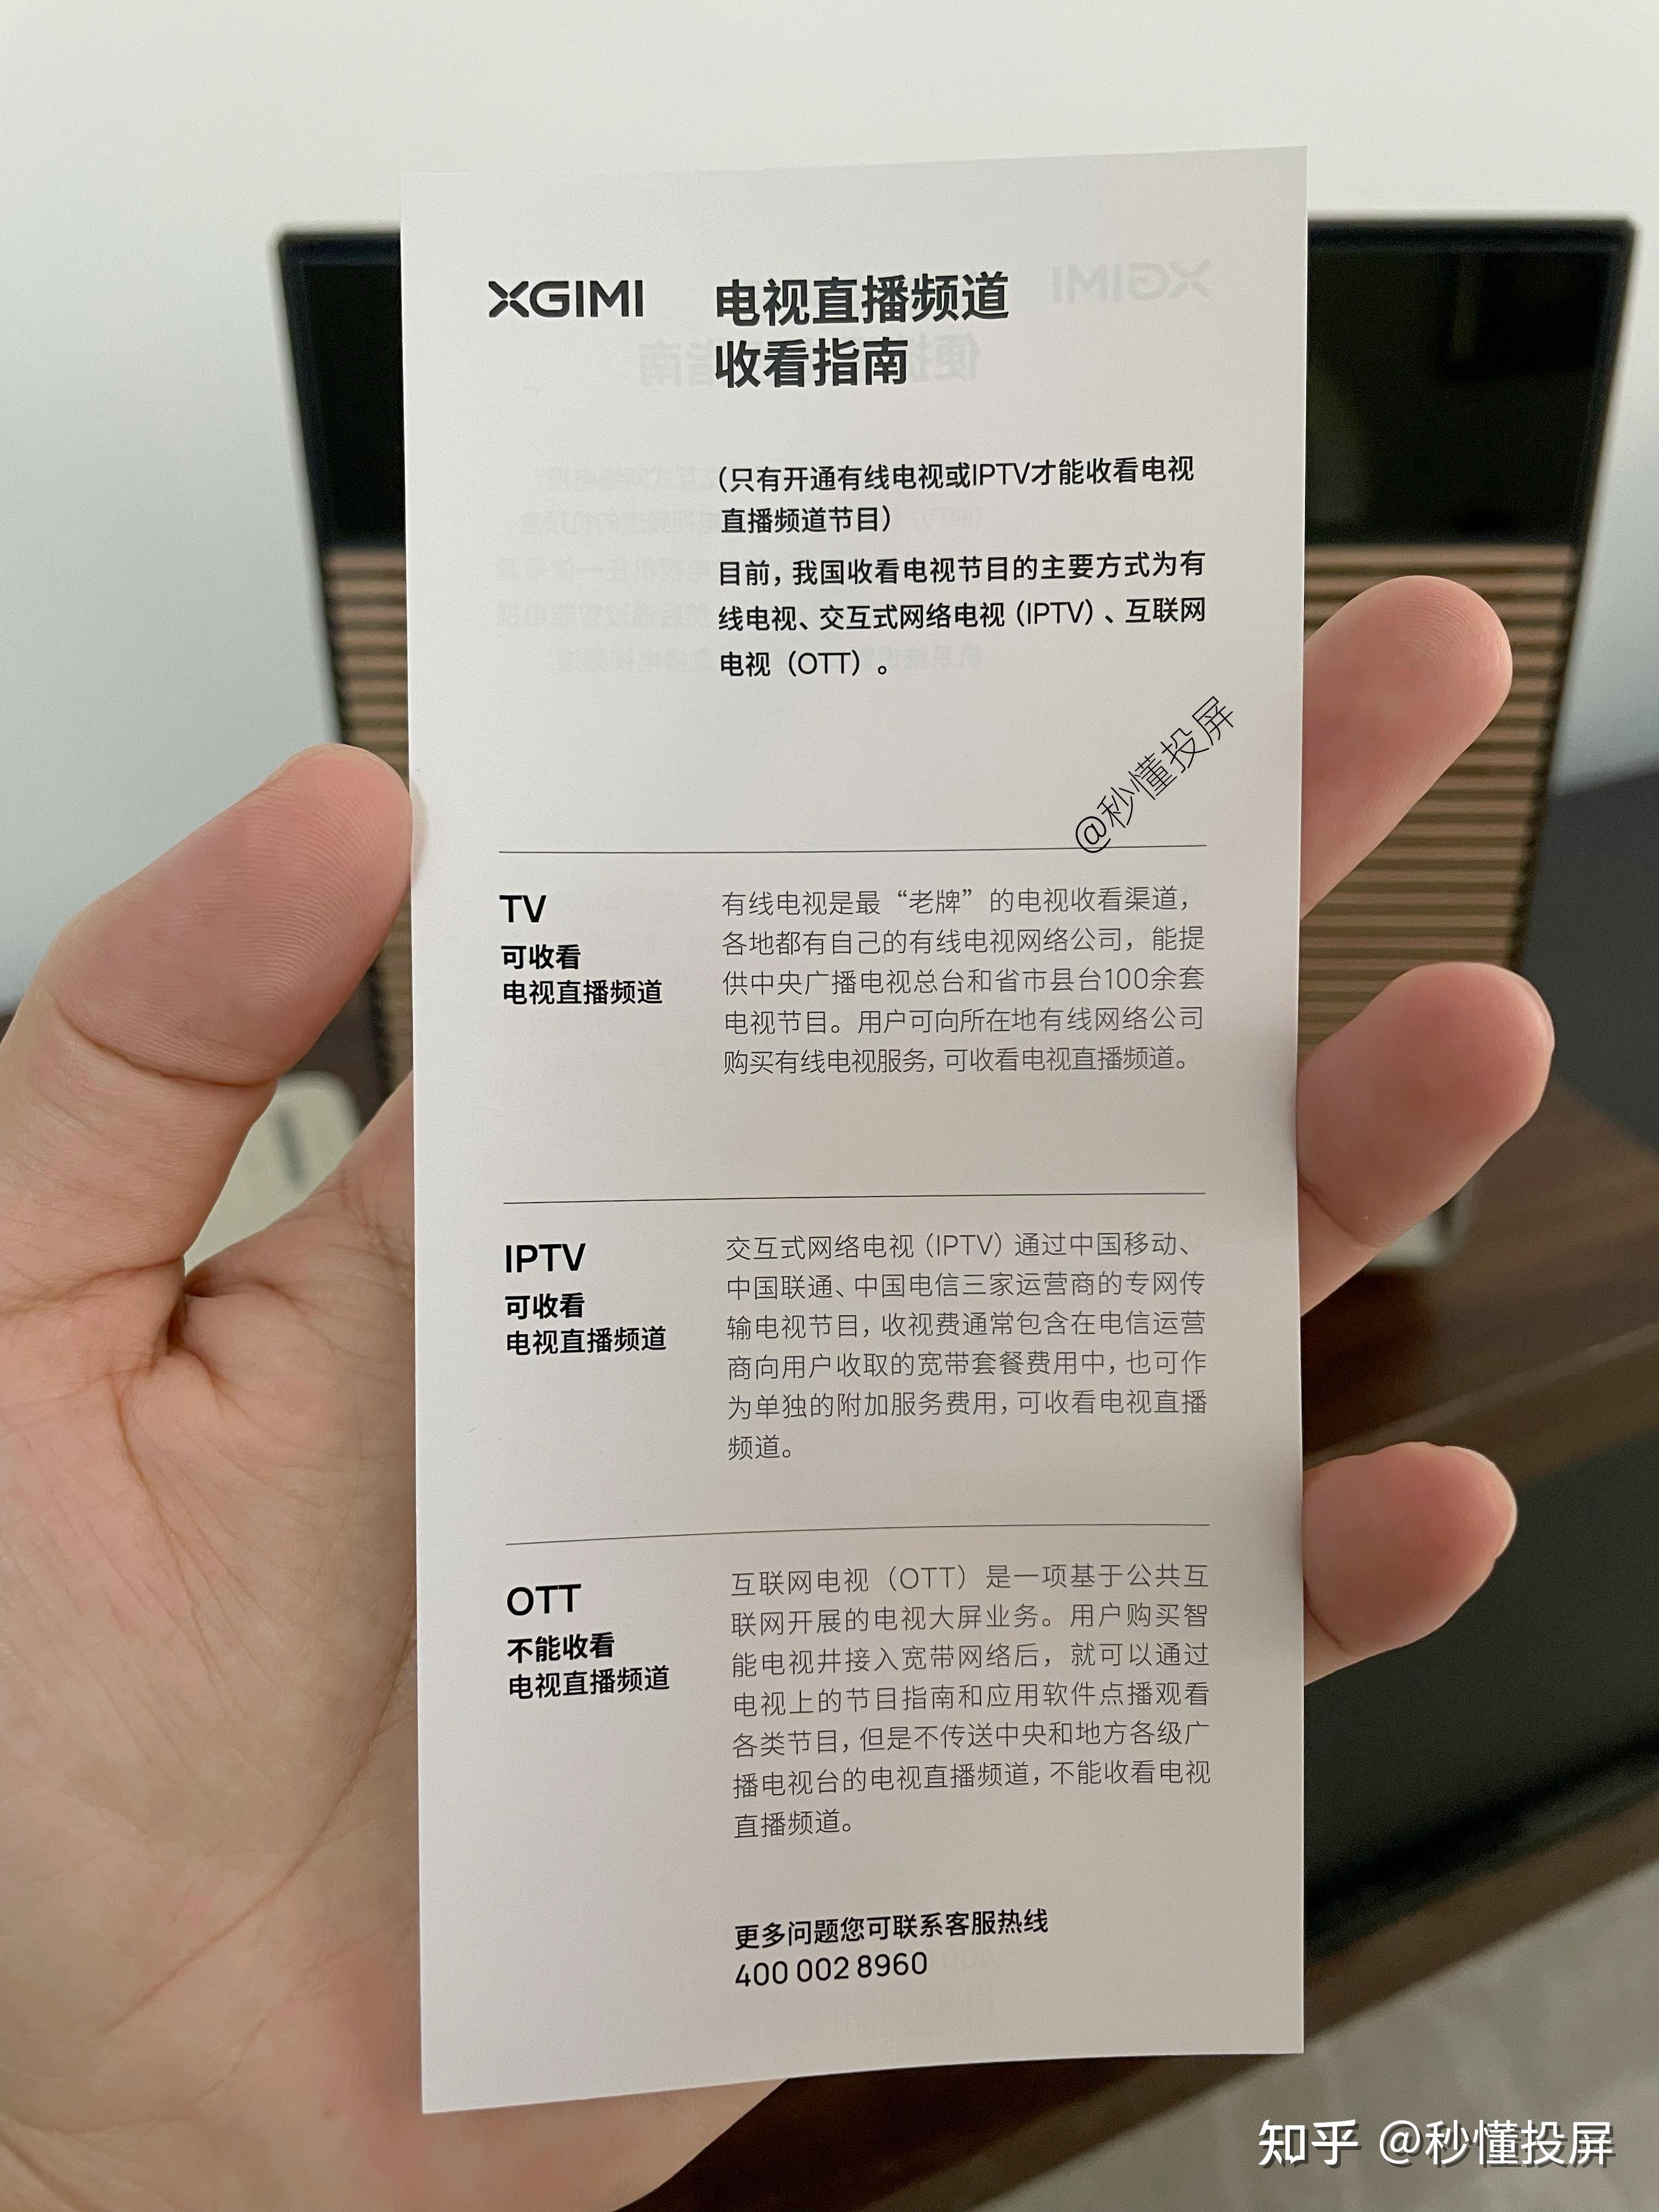 XGIMI
电视直播频道
收看指南
（只有开通有线电视或IPTV才能收看电视
直播频道节目）
目前，我国收看电视节目的主要方式为有
线电视、交互式网络电视（IPTV）、互联网
电视（OTT）。
@秒懂投屏
TV
可收看
电视直播频道
有线电视是最“老牌”的电视收看渠道，
各地都有自己的有线电视网络公司，能提
供中央广播电视总台和省市县台100余套
电视节目。用户可向所在地有线网络公司
购买有线电视服务，可收看电视直播频道。
IPTV
可收看
电视直播频道
交互式网络电视（IPTV）通过中国移动、
中国联通、中国电信三家运营商的专网传
输电视节目，收视费通常包含在电信运营
商向用户收取的宽带套餐费用中，也可作
为单独的附加服务费用，可收看电视直播
频道。
OTT
不能收看
电视直播频道
互联网电视（OTT）是一项基于公共互
联网开展的电视大屏业务。用户购买智
能电视井接入宽带网络后，就可以通过
电视上的节目指南和应用软件点播观看
各类节目，但是不传送中央和地方各级广
播电视台的电视直播频道，不能收看电视
直播频道。
更多问题您可联系客服热线
400 002 8960
知乎 @秒懂投屏